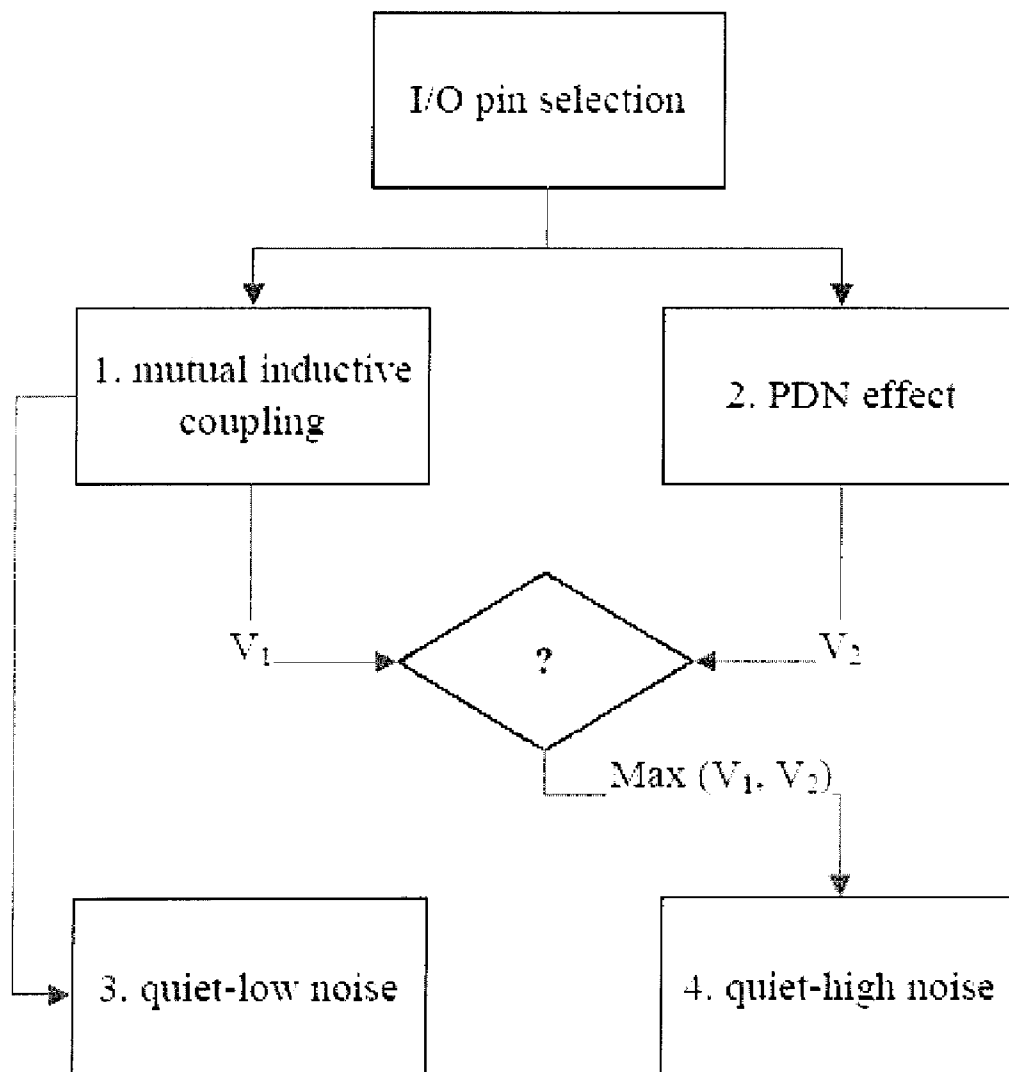 I/O pin selection
1. mutual inductive
coupling
2. PDN effect
V₁
?
V₂
Max (V₁, V₂)
3. quiet-low noise
4. quiet-high noise